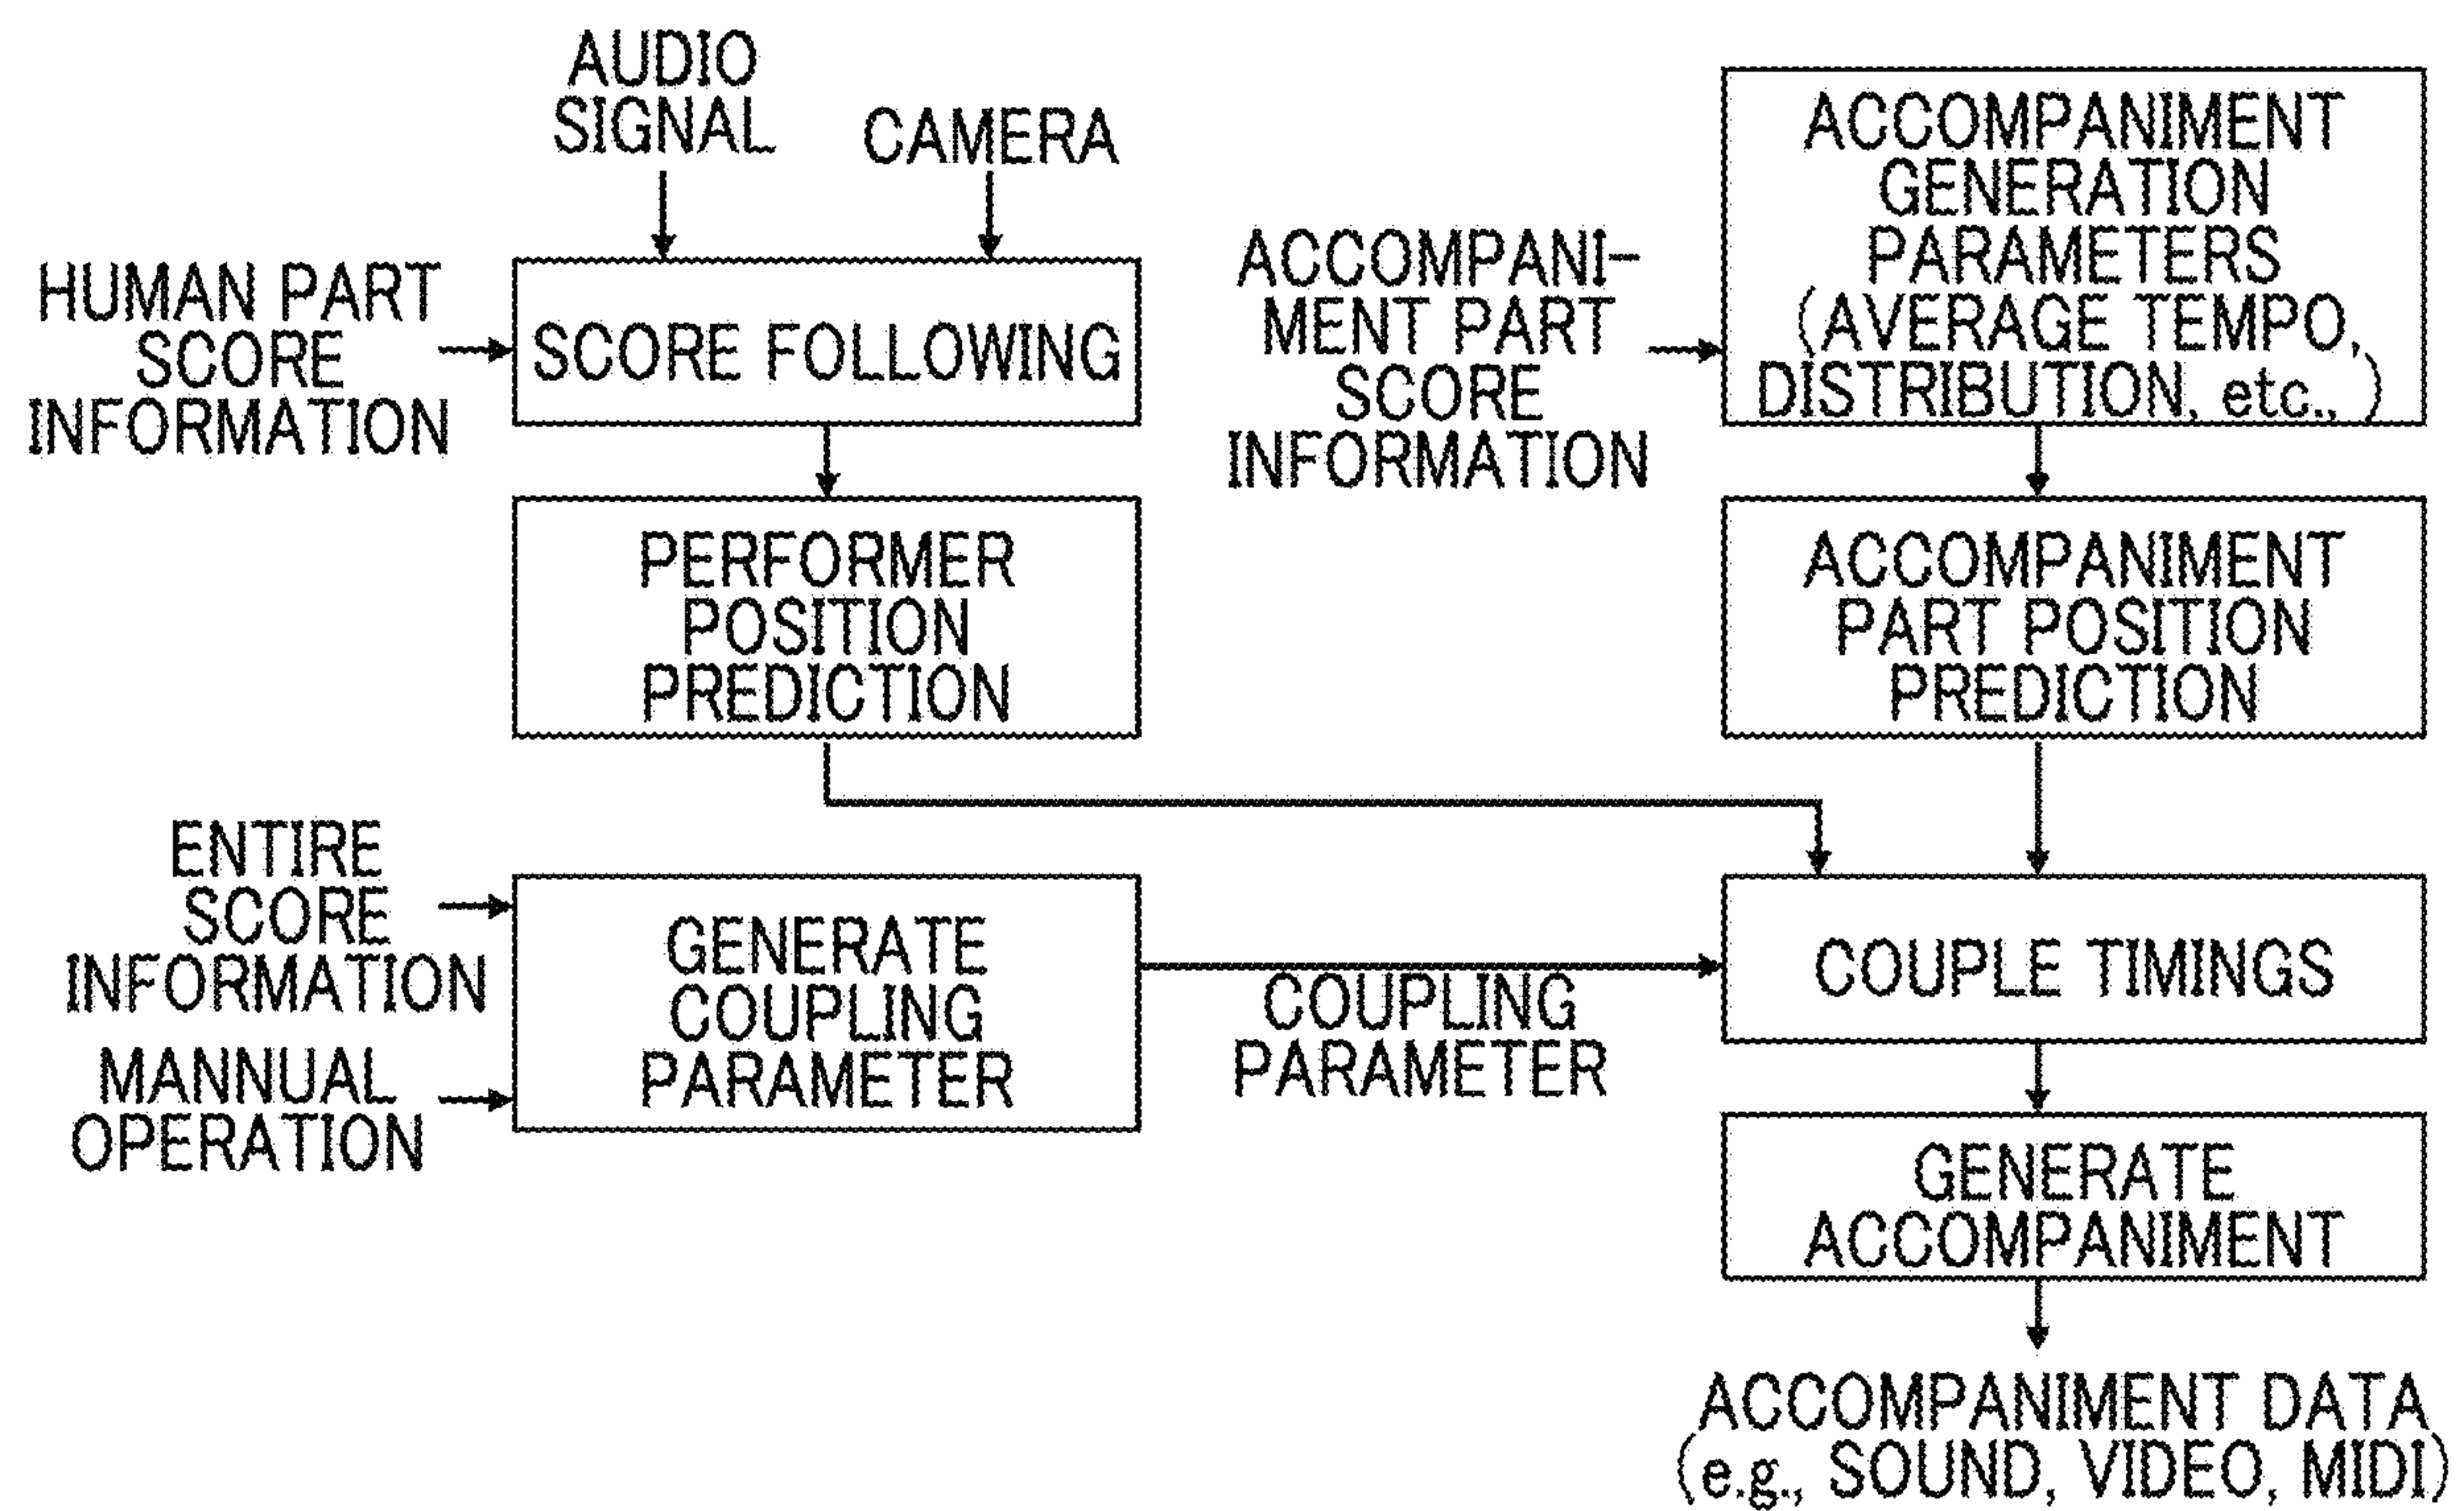 AUDIO
SIGNAL
CAMERA
HUMAN PART
SCORE
INFORMATION
SCORE FOLLOWING
PERFORMER
POSITION
PREDICTION
ACCOMPANI-
MENT PART
SCORE
INFORMATION
ACCOMPANIMENT
GENERATION
PARAMETERS
(AVERAGE TEMPO,
DISTRIBUTION, etc., )
ACCOMPANIMENT
PART POSITION
PREDICTION
ENTIRE
SCORE
INFORMATION
MANNUAL
OPERATION
GENERATE
COUPLING
PARAMETER
COUPLING
PARAMETER
COUPLE TIMINGS
GENERATE
ACCOMPANIMENT
ACCOMPANIMENT DATA
(e.g., SOUND, VIDEO, MIDI)